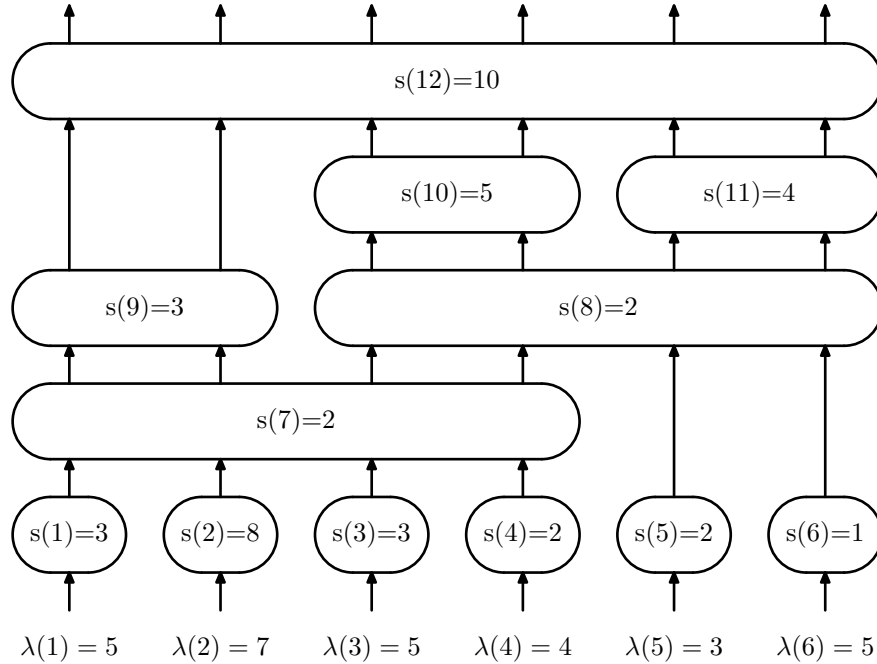 s(12)=10
s(10)=5 s(11)=4
s(9)=3 s(8)=2
s(7)=2
s(1)=3 s(2)=8 s(3)=3 s(4)=2 s(5)=2 s(6)=1
λ(1) = 5 λ(2) = 7 λ(3) = 5 λ(4) = 4 λ(5) = 3 λ(6) = 5